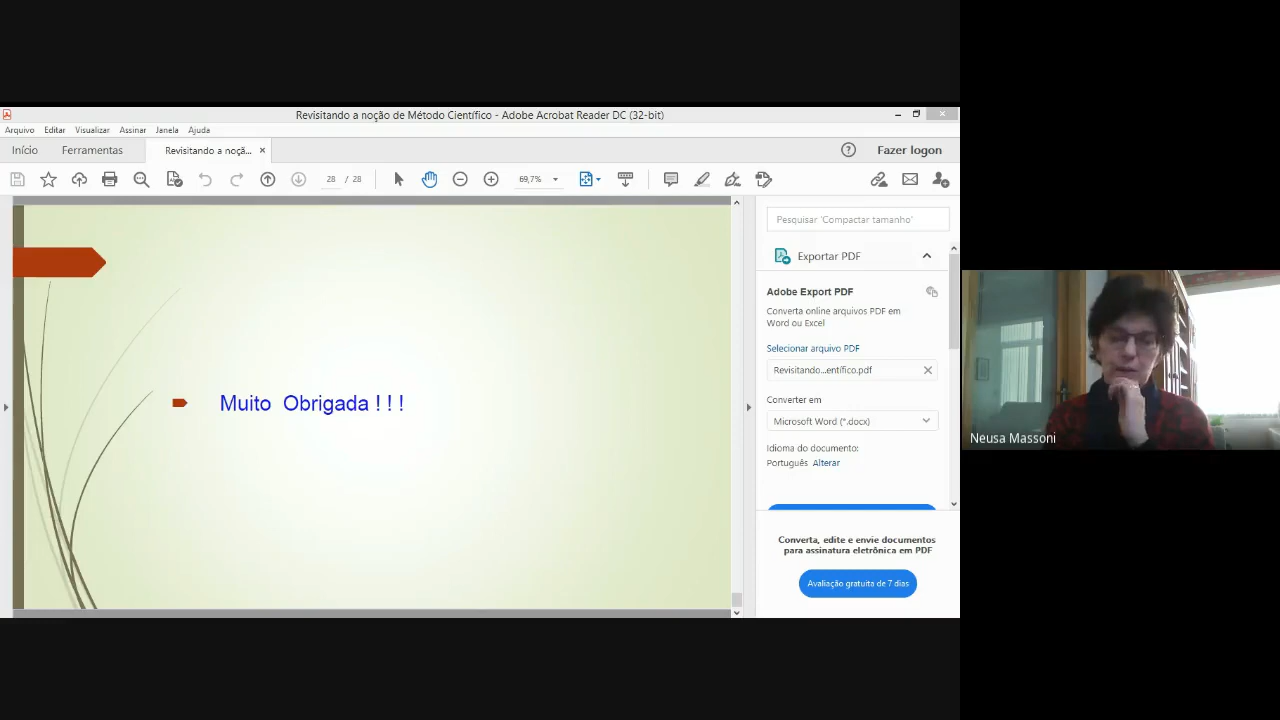 Revisitando a noção de Método Científico - Adobe Acrobat Reader DC (32-bit)
Arquivo Editar Visualizar Assinar Janela Ajuda
Início Ferramentas Revisitando a noçã... × Fazer logon
28 / 28 69,7%
Pesquisar 'Compactar tamanho'
Exportar PDF
Adobe Export PDF
Converta online arquivos PDF em
Word ou Excel
Selecionar arquivo PDF
Revisitando...entífico.pdf
Converter em
Microsoft Word (*.docx)
Idioma do documento:
Português Alterar
Converta, edite e envie documentos
para assinatura eletrônica em PDF
Avaliação gratuita de 7 dias
Muito Obrigada ! ! !
Neusa Massoni